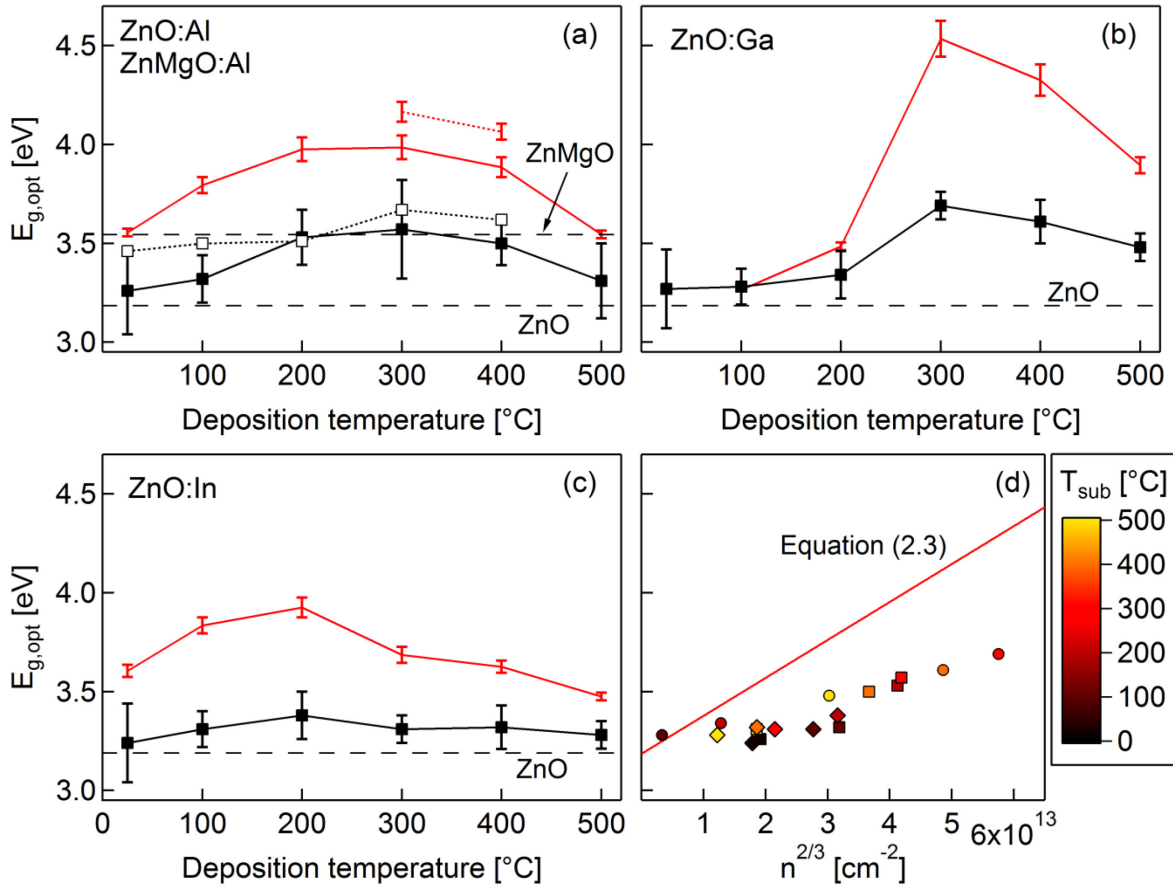 ZnO:Al
ZnMgO:Al
(a)
ZnMgO
ZnO
E g,opt [eV]
4.5
4.0
3.5
3.0
100 200 300 400 500
Deposition temperature [°C]
ZnO:Ga
(b)
ZnO
100 200 300 400 500
Deposition temperature [°C]
ZnO:In
(c)
ZnO
E g,opt [eV]
4.5
4.0
3.5
3.0
0 100 200 300 400 500
Deposition temperature [°C]
(d)
Equation (2.3)
1 2 3 4 5 6x10^13
n^2/3 [cm^-2]
T sub [°C]
500
400
300
200
100
0